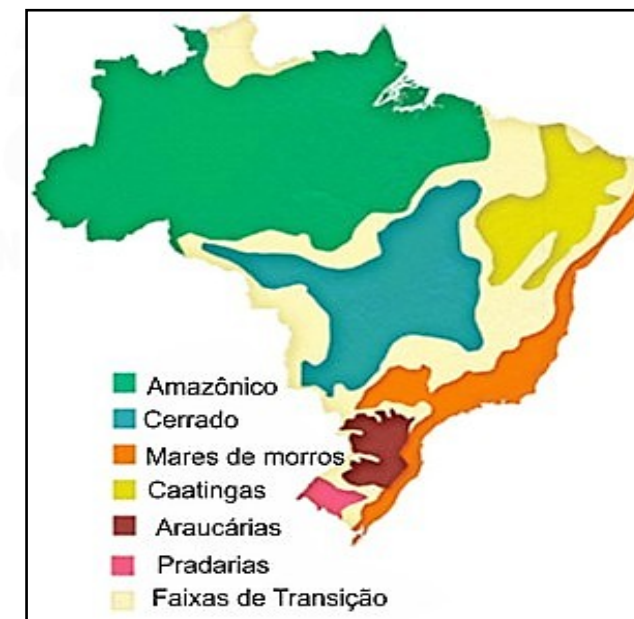 Amazônico
Cerrado
Mares de morros
Caatingas
Araucárias
Pradarias
Faixas de Transição